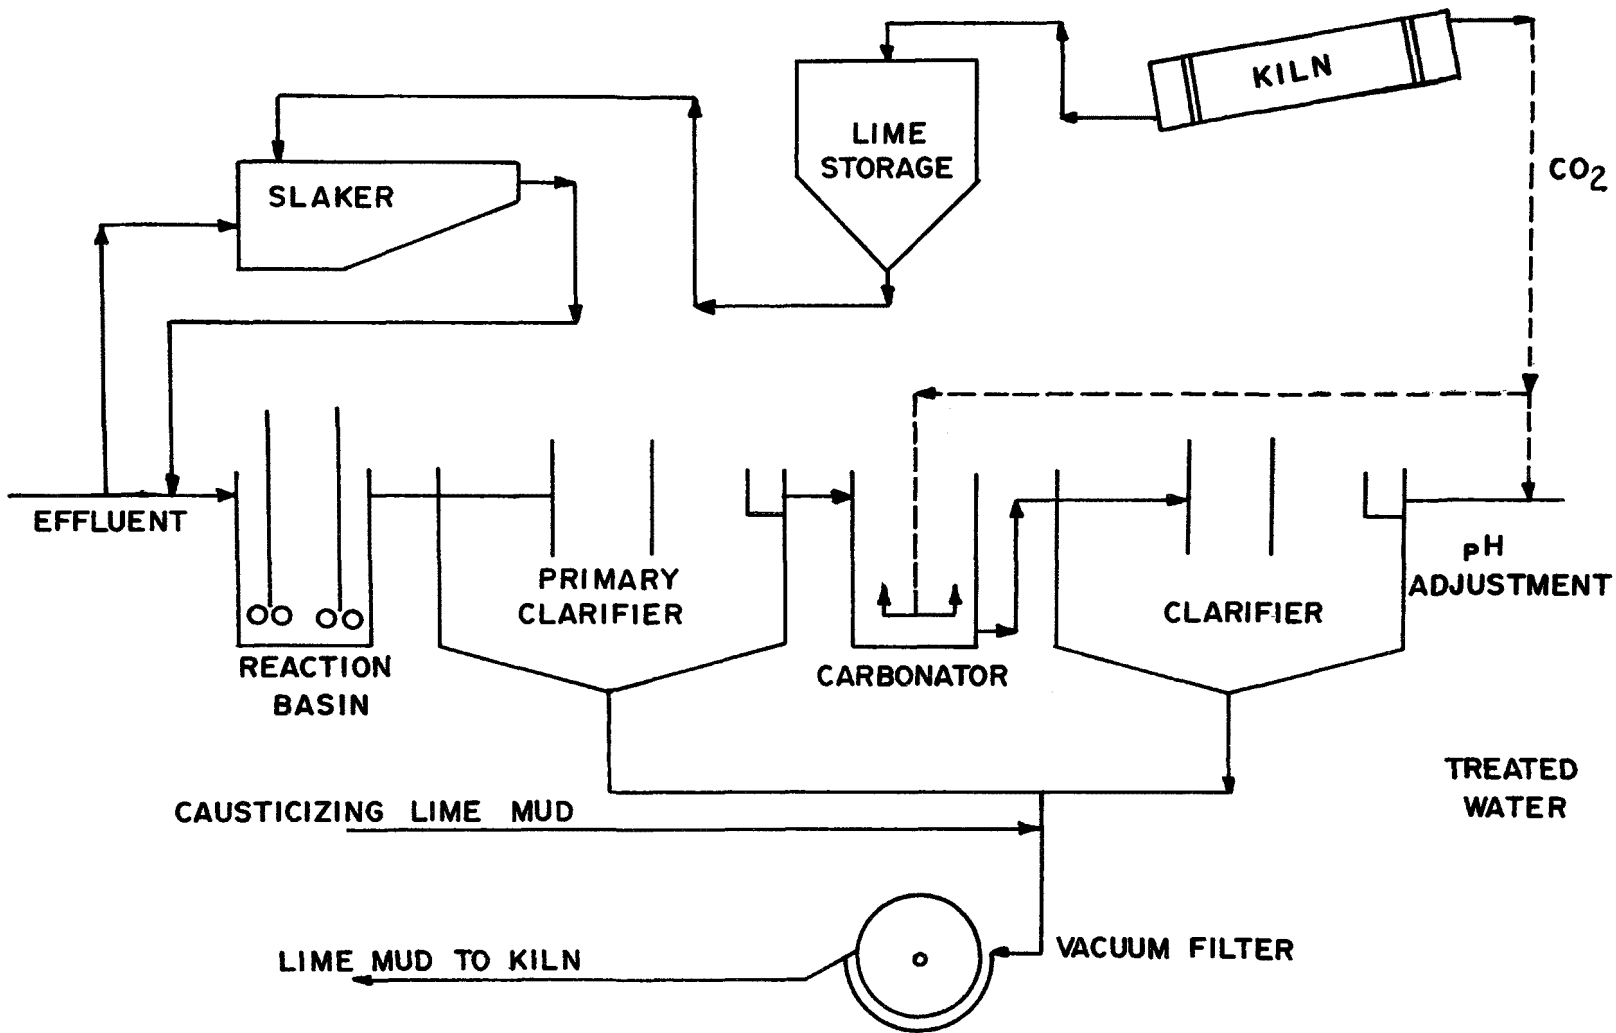 KILN
LIME
STORAGE
CO2
SLAKER
EFFLUENT
pH
ADJUSTMENT
PRIMARY
CLARIFIER
CLARIFIER
REACTION
BASIN
CARBONATOR
TREATED
WATER
CAUSTICIZING LIME MUD
VACUUM FILTER
LIME MUD TO KILN